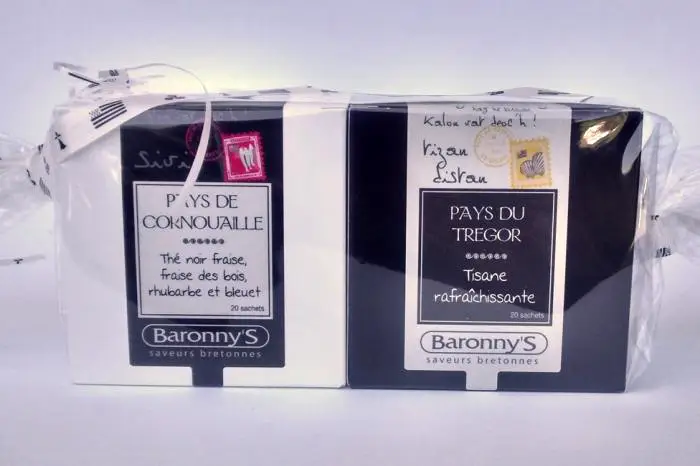 PAYS DE
CORNOUAILLE
Thé noir fraise,
fraise des bois,
rhubarbe et bleuet
20 sachets
Baronny'S
saveurs bretonnes
Kalon vat deoc'h !
PAYS DU
TREGOR
Tisane
rafraîchissante
20 sachets
Baronny'S
saveurs bretonnes